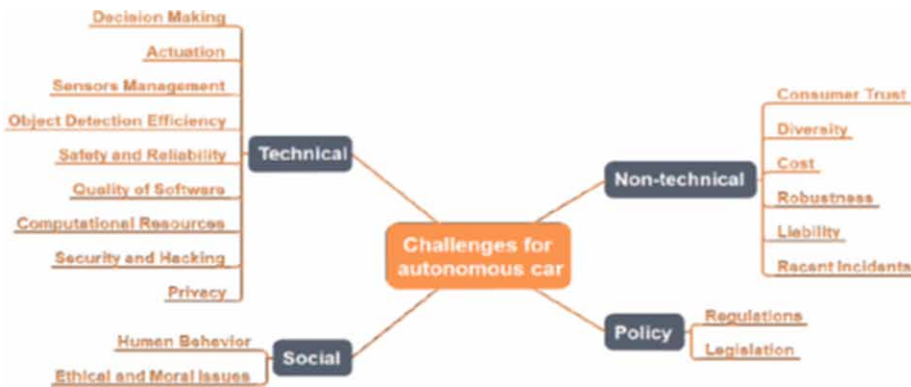 Decision Making
Actuation
Sensors Management
Object Detection Efficiency
Safety and Reliability
Quality of Software
Computational Resources
Security and Hacking
Privacy
Technical
Human Behavior
Ethical and Moral Issues
Social
Challenges for
autonomous car
Non-technical
Consumer Trust
Diversity
Cost
Robustness
Liability
Recent Incidents
Policy
Regulations
Legislation